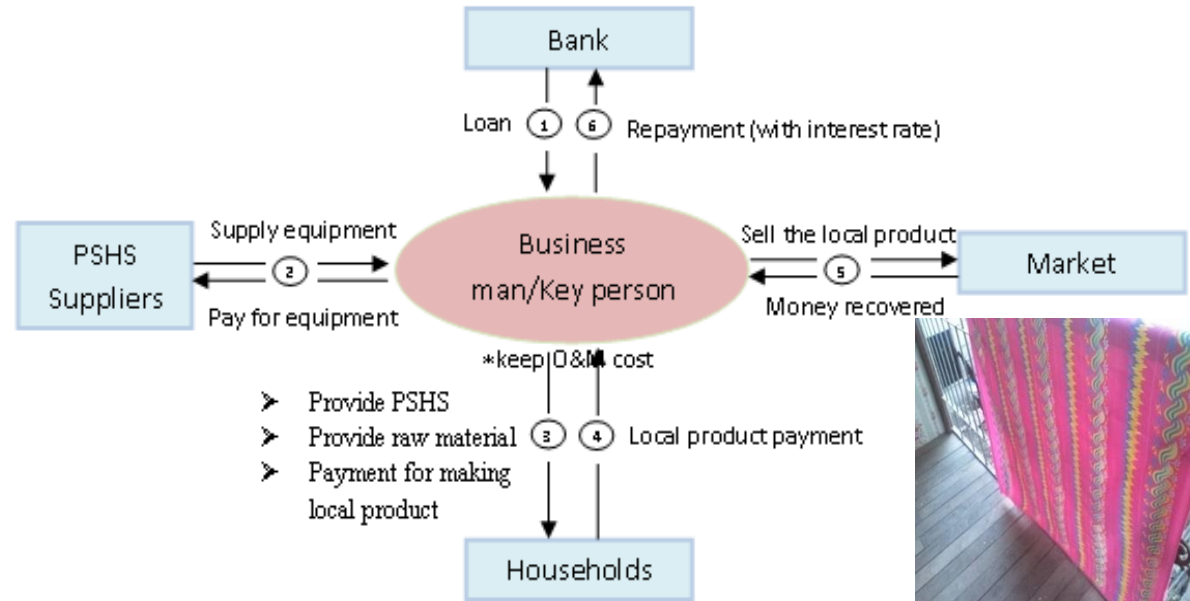 Bank
Loan
1
6
Repayment (with interest rate)
PSHS
Suppliers
Supply equipment
2
Pay for equipment
Business
man/Key person
Sell the local product
5
Money recovered
Market
*keep O&M cost
➤ Provide PSHS
➤ Provide raw material
➤ Payment for making
local product
3
4
Local product payment
Households